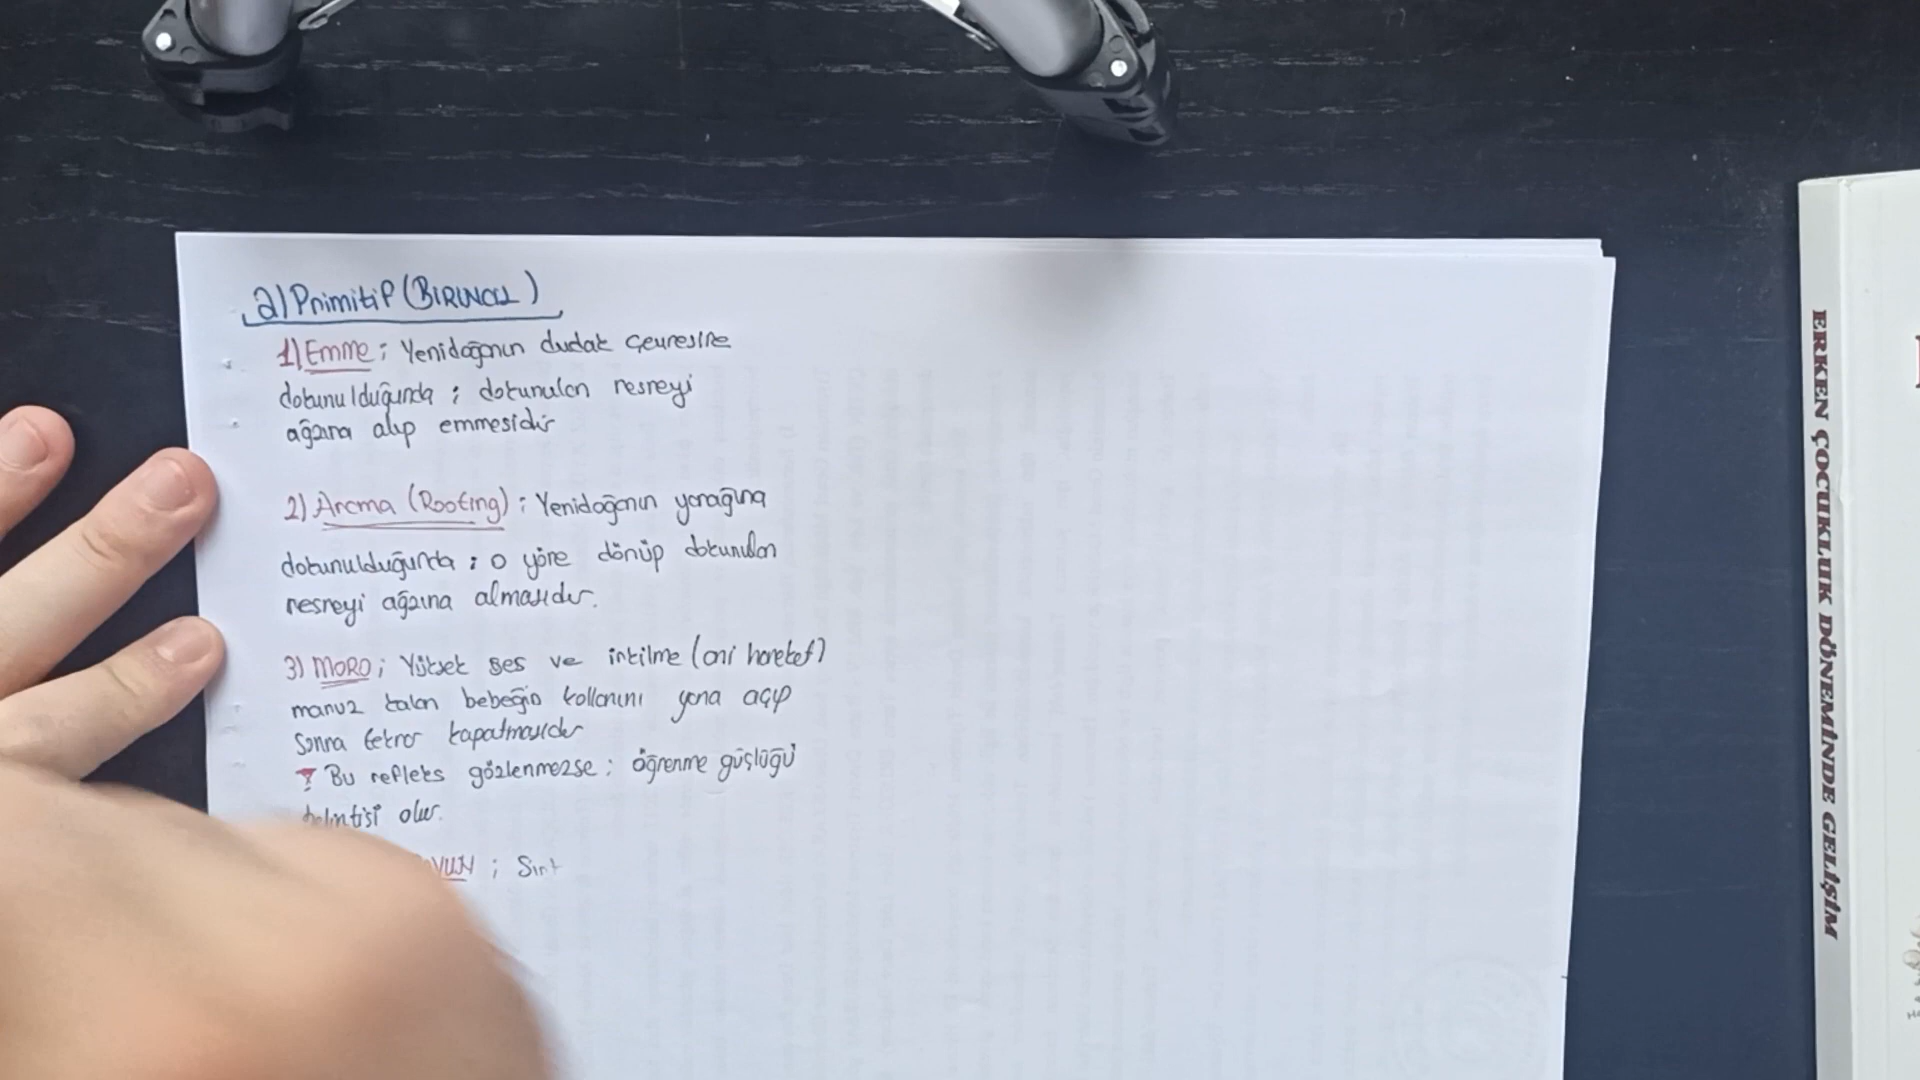 a) Primitif (BİRİNCİL)
1) Emme ; Yenidoğanın dudak çevresine
dokunulduğunda ; dokunulan nesneyi
ağzına alıp emmesidir
2) Arama (Rooting) ; Yenidoğanın yanağına
dokunulduğunda ; o yöne dönüp dokunulan
nesneyi ağzına almasıdır.
3) MORO ; Yüksek ses ve irkilme (ani hareket)
maruz kalan bebeğin kollarını yana açıp
sonra tekrar kapatmasıdır
Bu refleks gözlenmezse ; öğrenme güçlüğü
belirtisi olur.
; Sırt
ERKEN ÇOCUKLUK DÖNEMİNDE GELİŞİM